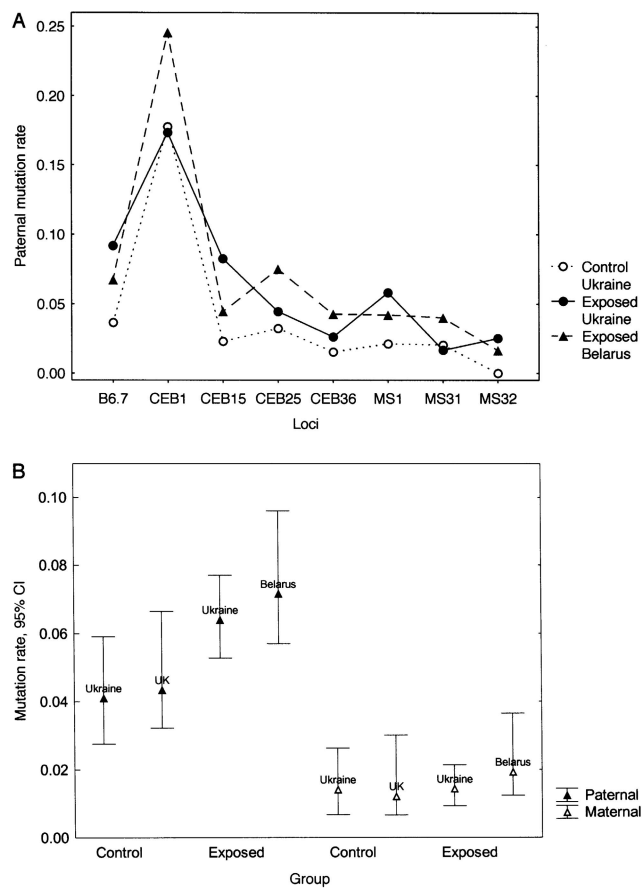 A
0.25
0.20
0.15
0.10
0.05
0.00
Paternal mutation rate
B6.7 CEB1 CEB15 CEB25 CEB36 MS1 MS31 MS32
Loci
Control
Ukraine
Exposed
Ukraine
Exposed
Belarus
B
0.10
0.08
0.06
0.04
0.02
0.00
Mutation rate, 95% CI
Ukraine UK Ukraine Belarus Ukraine UK Ukraine Belarus
Control Exposed Control Exposed
Group
Paternal
Maternal